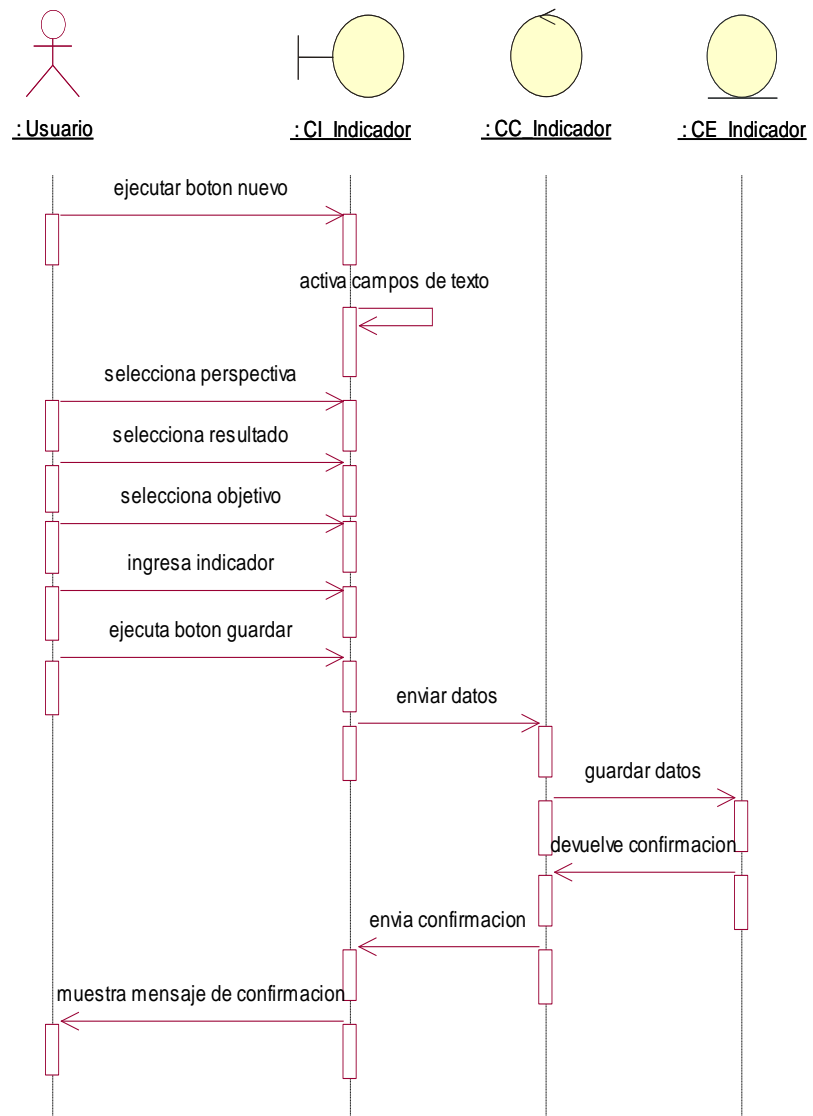 : Usuario
: CI_Indicador
: CC_Indicador
: CE_Indicador
ejecutar boton nuevo
activa campos de texto
selecciona perspectiva
selecciona resultado
selecciona objetivo
ingresa indicador
ejecuta boton guardar
enviar datos
guardar datos
devuelve confirmacion
envia confirmacion
muestra mensaje de confirmacion